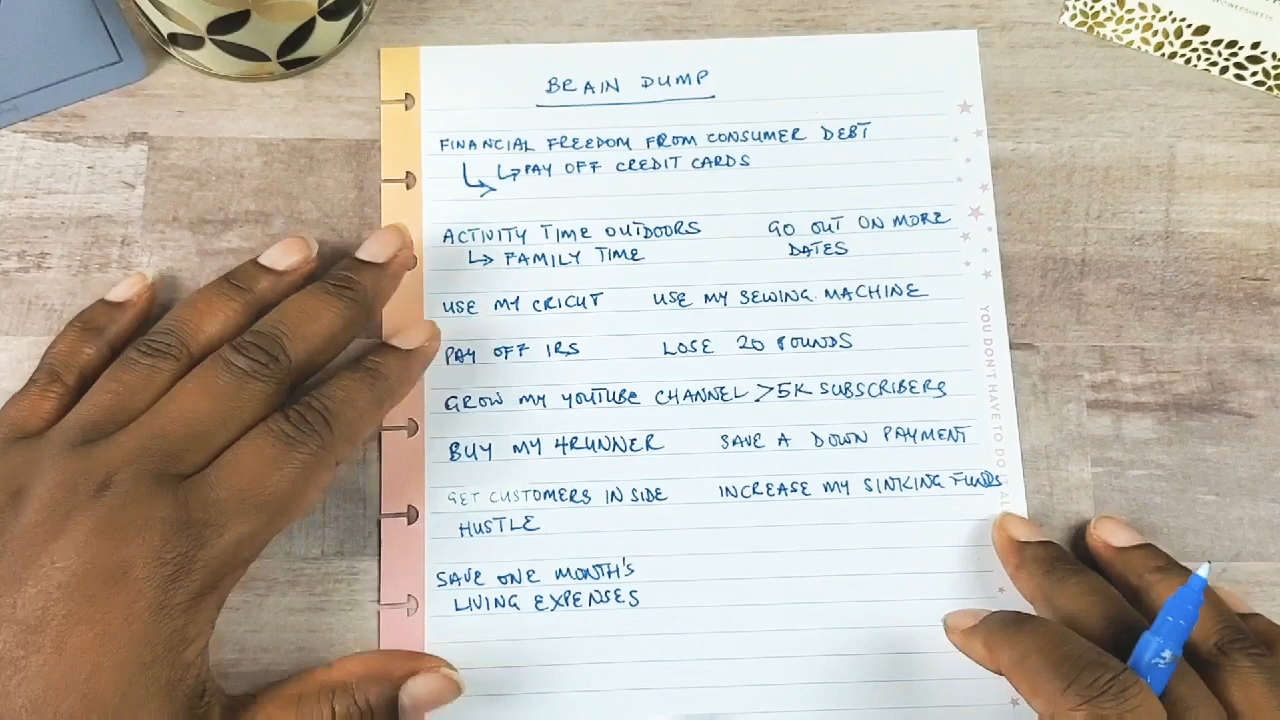 BRAIN DUMP
FINANCIAL FREEDOM FROM CONSUMER DEBT
↳ PAY OFF CREDIT CARDS
ACTIVITY TIME OUTDOORS
↳ FAMILY TIME
GO OUT ON MORE
DATES
USE MY CRICUT
USE MY SEWING MACHINE
PAY OFF IRS
LOSE 20 POUNDS
GROW MY YOUTUBE CHANNEL >5K SUBSCRIBERS
BUY MY 4RUNNER
SAVE A DOWN PAYMENT
GET CUSTOMERS IN SIDE
HUSTLE
INCREASE MY SINKING FUNDS
SAVE ONE MONTH'S
LIVING EXPENSES
YOU DON'T HAVE TO DO
POWERSHEETS